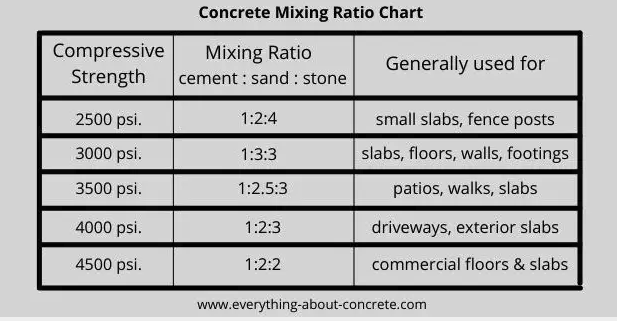 Concrete Mixing Ratio Chart
Compressive Strength Mixing Ratio cement : sand : stone Generally used for
2500 psi. 1:2:4 small slabs, fence posts
3000 psi. 1:3:3 slabs, floors, walls, footings
3500 psi. 1:2.5:3 patios, walks, slabs
4000 psi. 1:2:3 driveways, exterior slabs
4500 psi. 1:2:2 commercial floors & slabs
www.everything-about-concrete.com